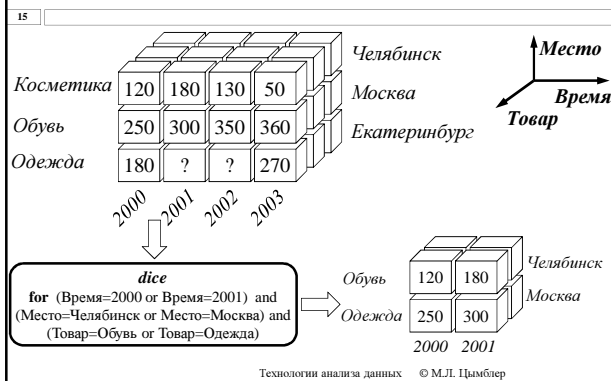 15
Челябинск
Косметика 120 180 130 50 Москва
Обувь 250 300 350 360 Екатеринбург
Одежда 180 ? ? 270
2000 2001 2002 2003
Место
Время
Товар
dice
for (Время=2000 or Время=2001) and
(Место=Челябинск or Место=Москва) and
(Товар=Обувь or Товар=Одежда)
Обувь 120 180 Челябинск
Одежда 250 300 Москва
2000 2001
Технологии анализа данных © М.Л. Цымблер